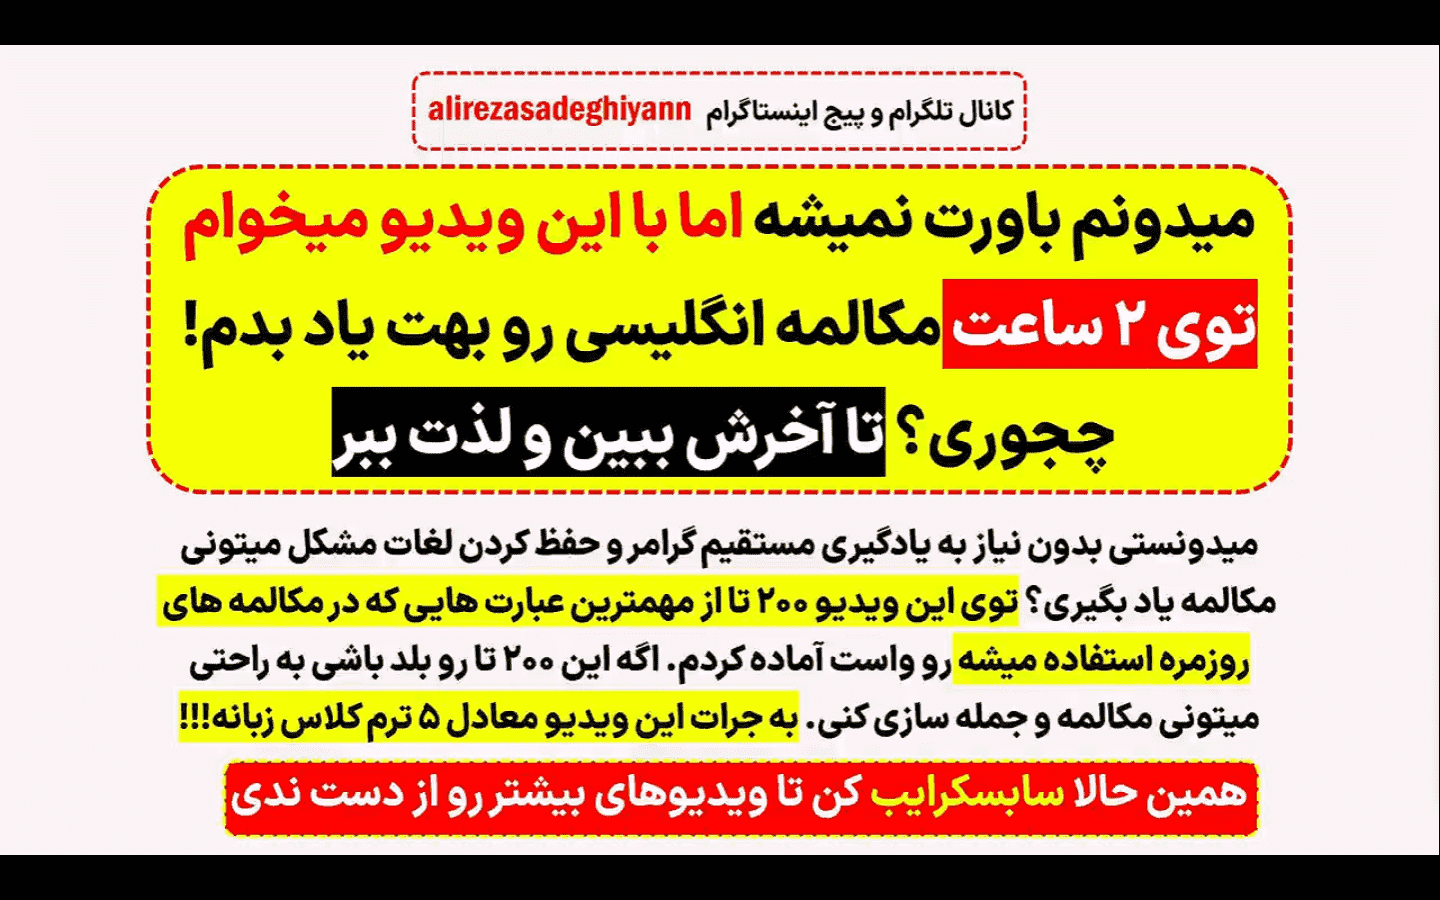 کانال تلگرام و پیج اینستاگرام alirezasadeghiyann
میدونم باورت نمیشه اما با این ویدیو میخوام
توی ۲ ساعت مکالمه انگلیسی رو بهت یاد بدم!
چجوری؟ تا آخرش ببین و لذت ببر
میدونستی بدون نیاز به یادگیری مستقیم گرامر و حفظ کردن لغات مشکل میتونی
مکالمه یاد بگیری؟ توی این ویدیو ۲۰۰ تا از مهمترین عبارت هایی که در مکالمه های
روزمره استفاده میشه رو واست آماده کردم. اگه این ۲۰۰ تا رو بلد باشی به راحتی
میتونی مکالمه و جمله سازی کنی. به جرات این ویدیو معادل ۵ ترم کلاس زبانه!!!
همین حالا سابسکرایب کن تا ویدیوهای بیشتر رو از دست ندی